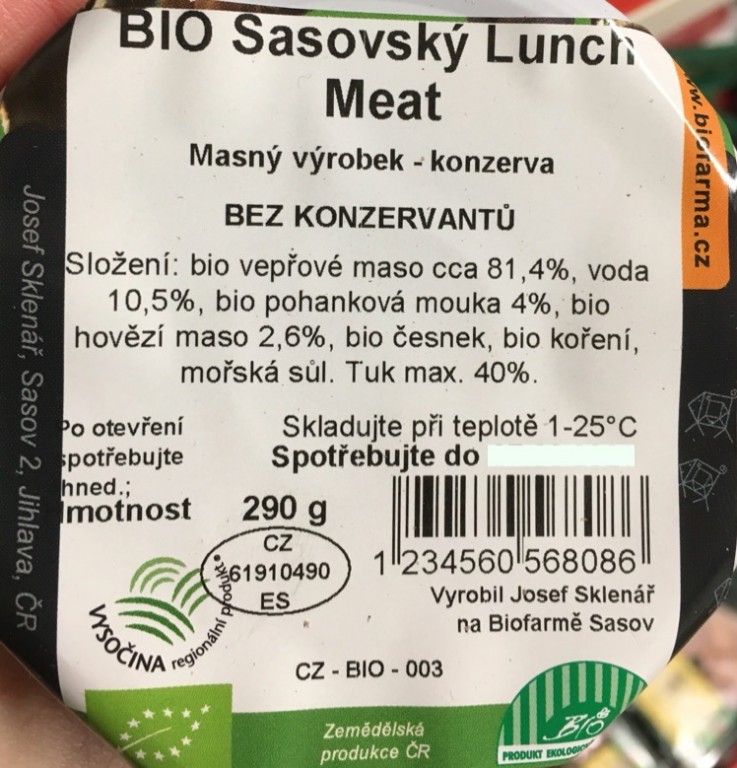 BIO Sasovský Lunch
Meat
Masný výrobek - konzerva
BEZ KONZERVANTŮ
Složení: bio vepřové maso cca 81,4%, voda
10,5%, bio pohanková mouka 4%, bio
hovězí maso 2,6%, bio česnek, bio koření,
mořská sůl. Tuk max. 40%.
Po otevření
spotřebujte
hned.;
Skladujte při teplotě 1-25°C
Spotřebujte do
motnost 290 g
CZ
61910490
ES
1 234560 568086
Vyrobil Josef Sklenář
na Biofarmě Sasov
VYSOČINA regionální produkt
CZ - BIO - 003
Zemědělská
produkce ČR
BIO
PRODUKT EKOLOGIC
Josef Sklenář, Sasov 2, Jihlava, ČR
w.biofarma.cz